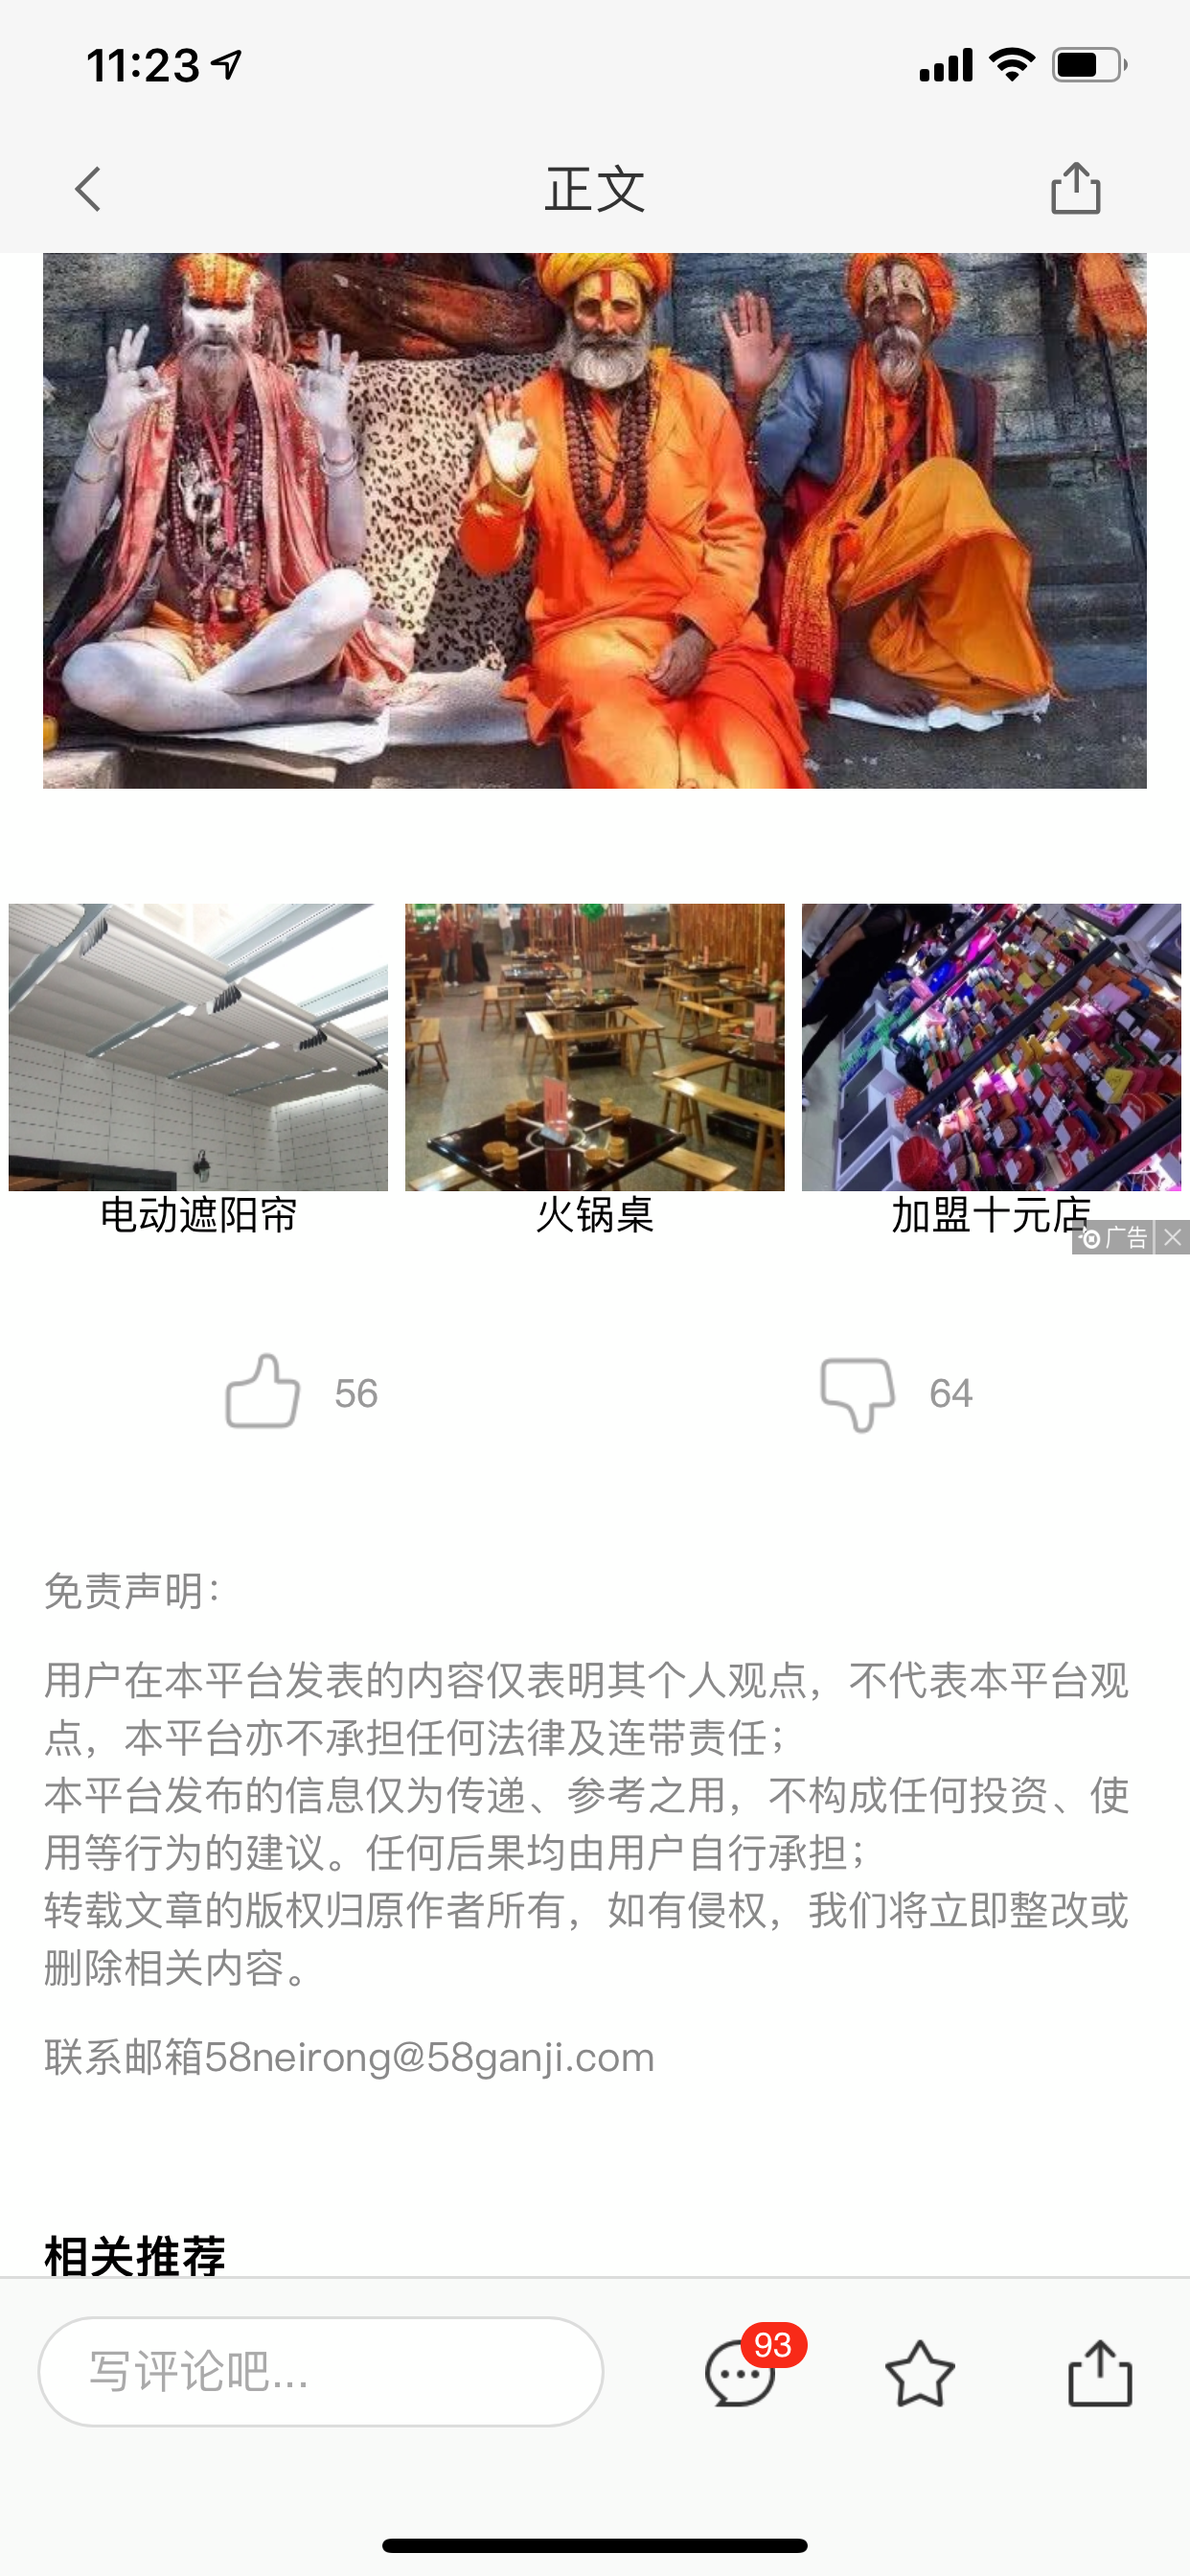 11:23
正文
电动遮阳帘
火锅桌
加盟十元店
广告
56
64
免责声明：
用户在本平台发表的内容仅表明其个人观点，不代表本平台观
点，本平台亦不承担任何法律及连带责任；
本平台发布的信息仅为传递、参考之用，不构成任何投资、使
用等行为的建议。任何后果均由用户自行承担；
转载文章的版权归原作者所有，如有侵权，我们将立即整改或
删除相关内容。
联系邮箱58neirong@58ganji.com
相关推荐
写评论吧...
93